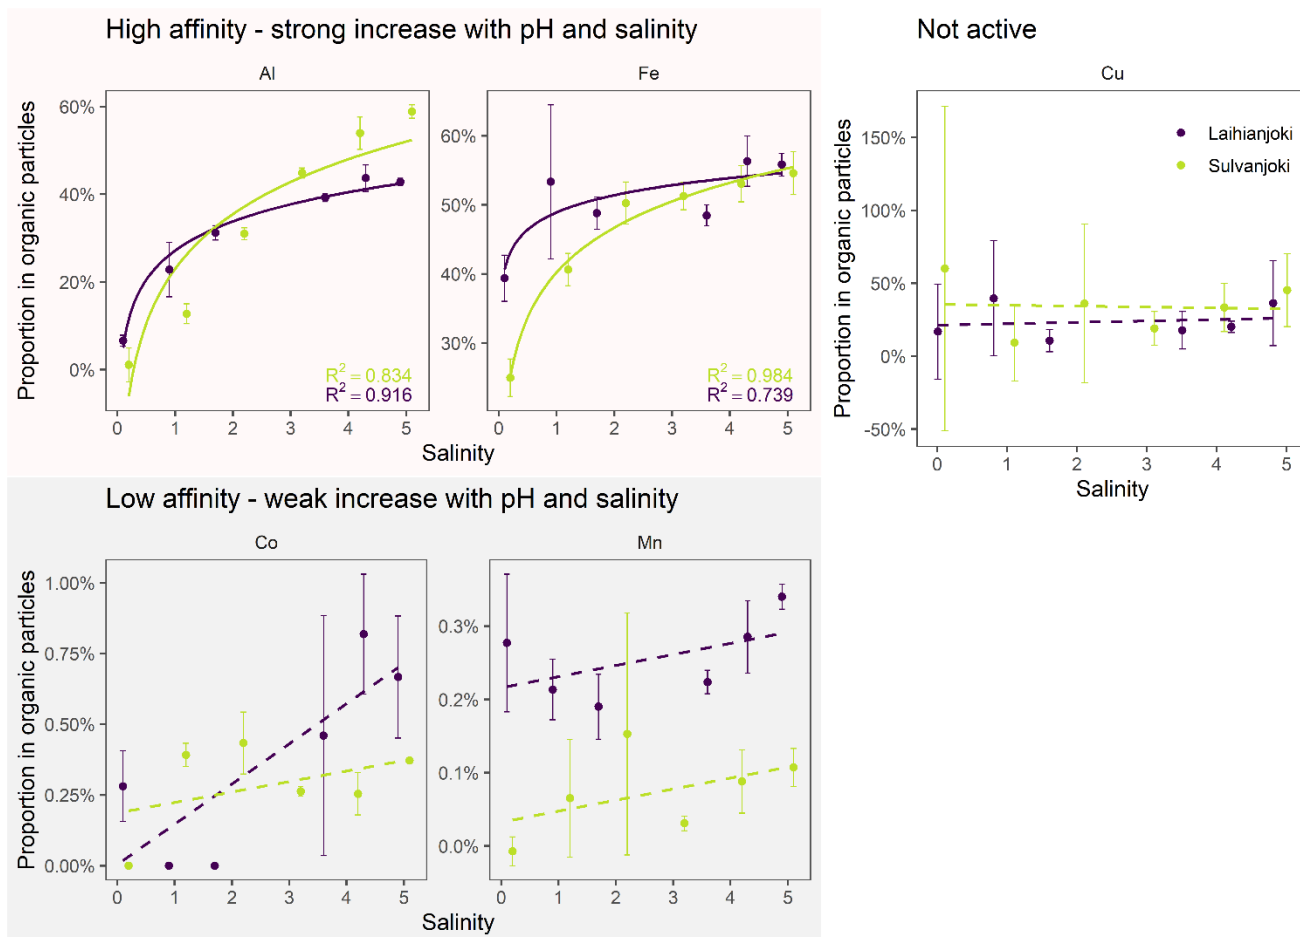 High affinity - strong increase with pH and salinity
Al
Fe
Proportion in organic particles
60%
40%
20%
0%
R² = 0.834
R² = 0.916
0 1 2 3 4 5
60%
50%
40%
30%
R² = 0.984
R² = 0.739
0 1 2 3 4 5
Salinity
Not active
Cu
Proportion in organic particles
150%
100%
50%
0%
-50%
Laihianjoki
Sulvanjoki
0 1 2 3 4 5
Salinity
Low affinity - weak increase with pH and salinity
Co
Mn
Proportion in organic particles
1.00%
0.75%
0.50%
0.25%
0.00%
0 1 2 3 4 5
0.3%
0.2%
0.1%
0.0%
0 1 2 3 4 5
Salinity